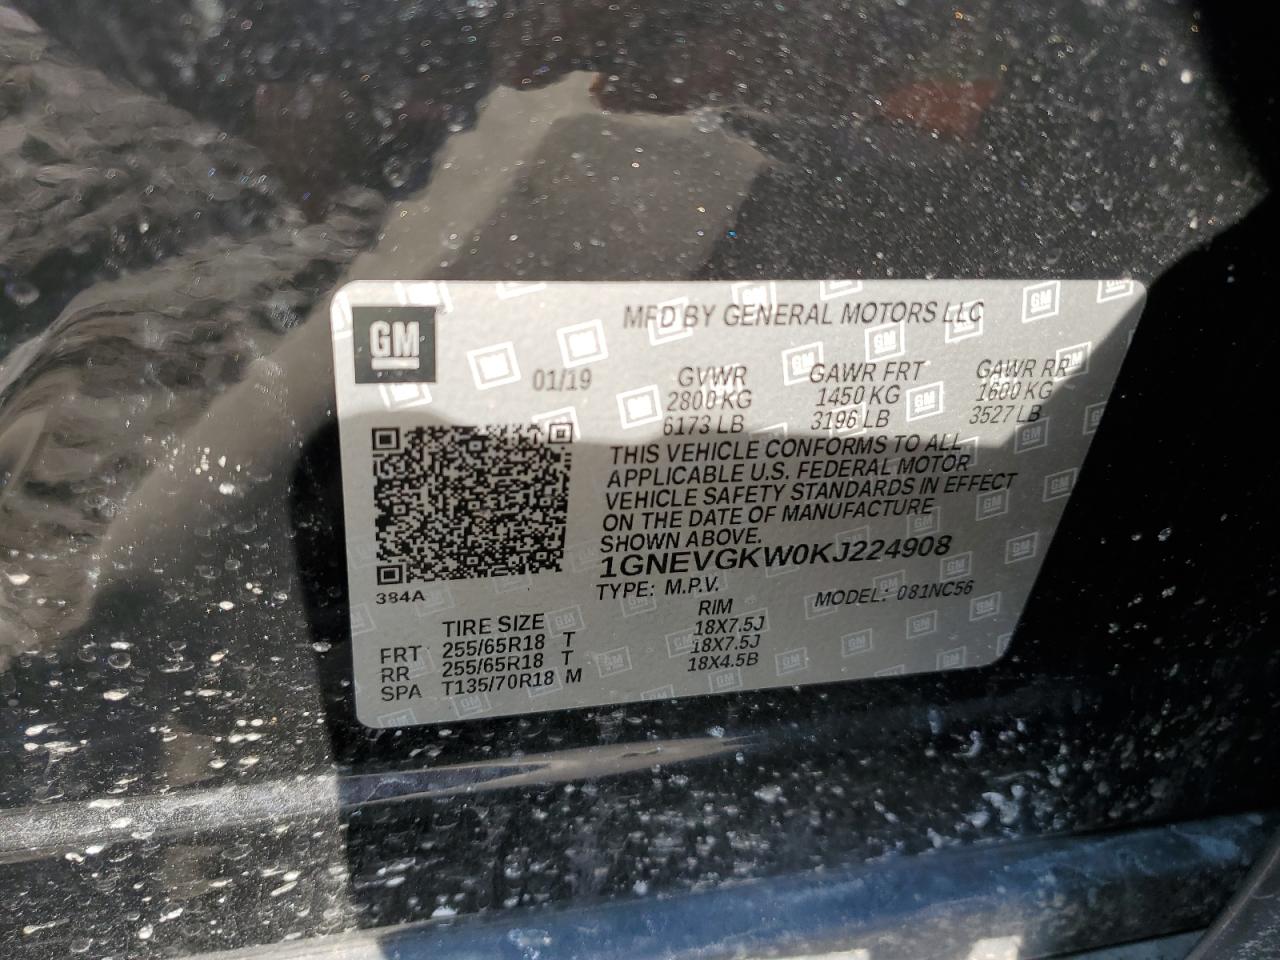 GM
MFD BY GENERAL MOTORS LLC
01/19 GVWR GAWR FRT GAWR RR
2800 KG 1450 KG 1600 KG
6173 LB 3196 LB 3527 LB
THIS VEHICLE CONFORMS TO ALL
APPLICABLE U.S. FEDERAL MOTOR
VEHICLE SAFETY STANDARDS IN EFFECT
ON THE DATE OF MANUFACTURE
SHOWN ABOVE.
1GNEVGKW0KJ224908
384A
TYPE: M.P.V. MODEL: 081NC56
TIRE SIZE RIM
FRT 255/65R18 T 18X7.5J
RR 255/65R18 T 18X7.5J
SPA T135/70R18 M 18X4.5B